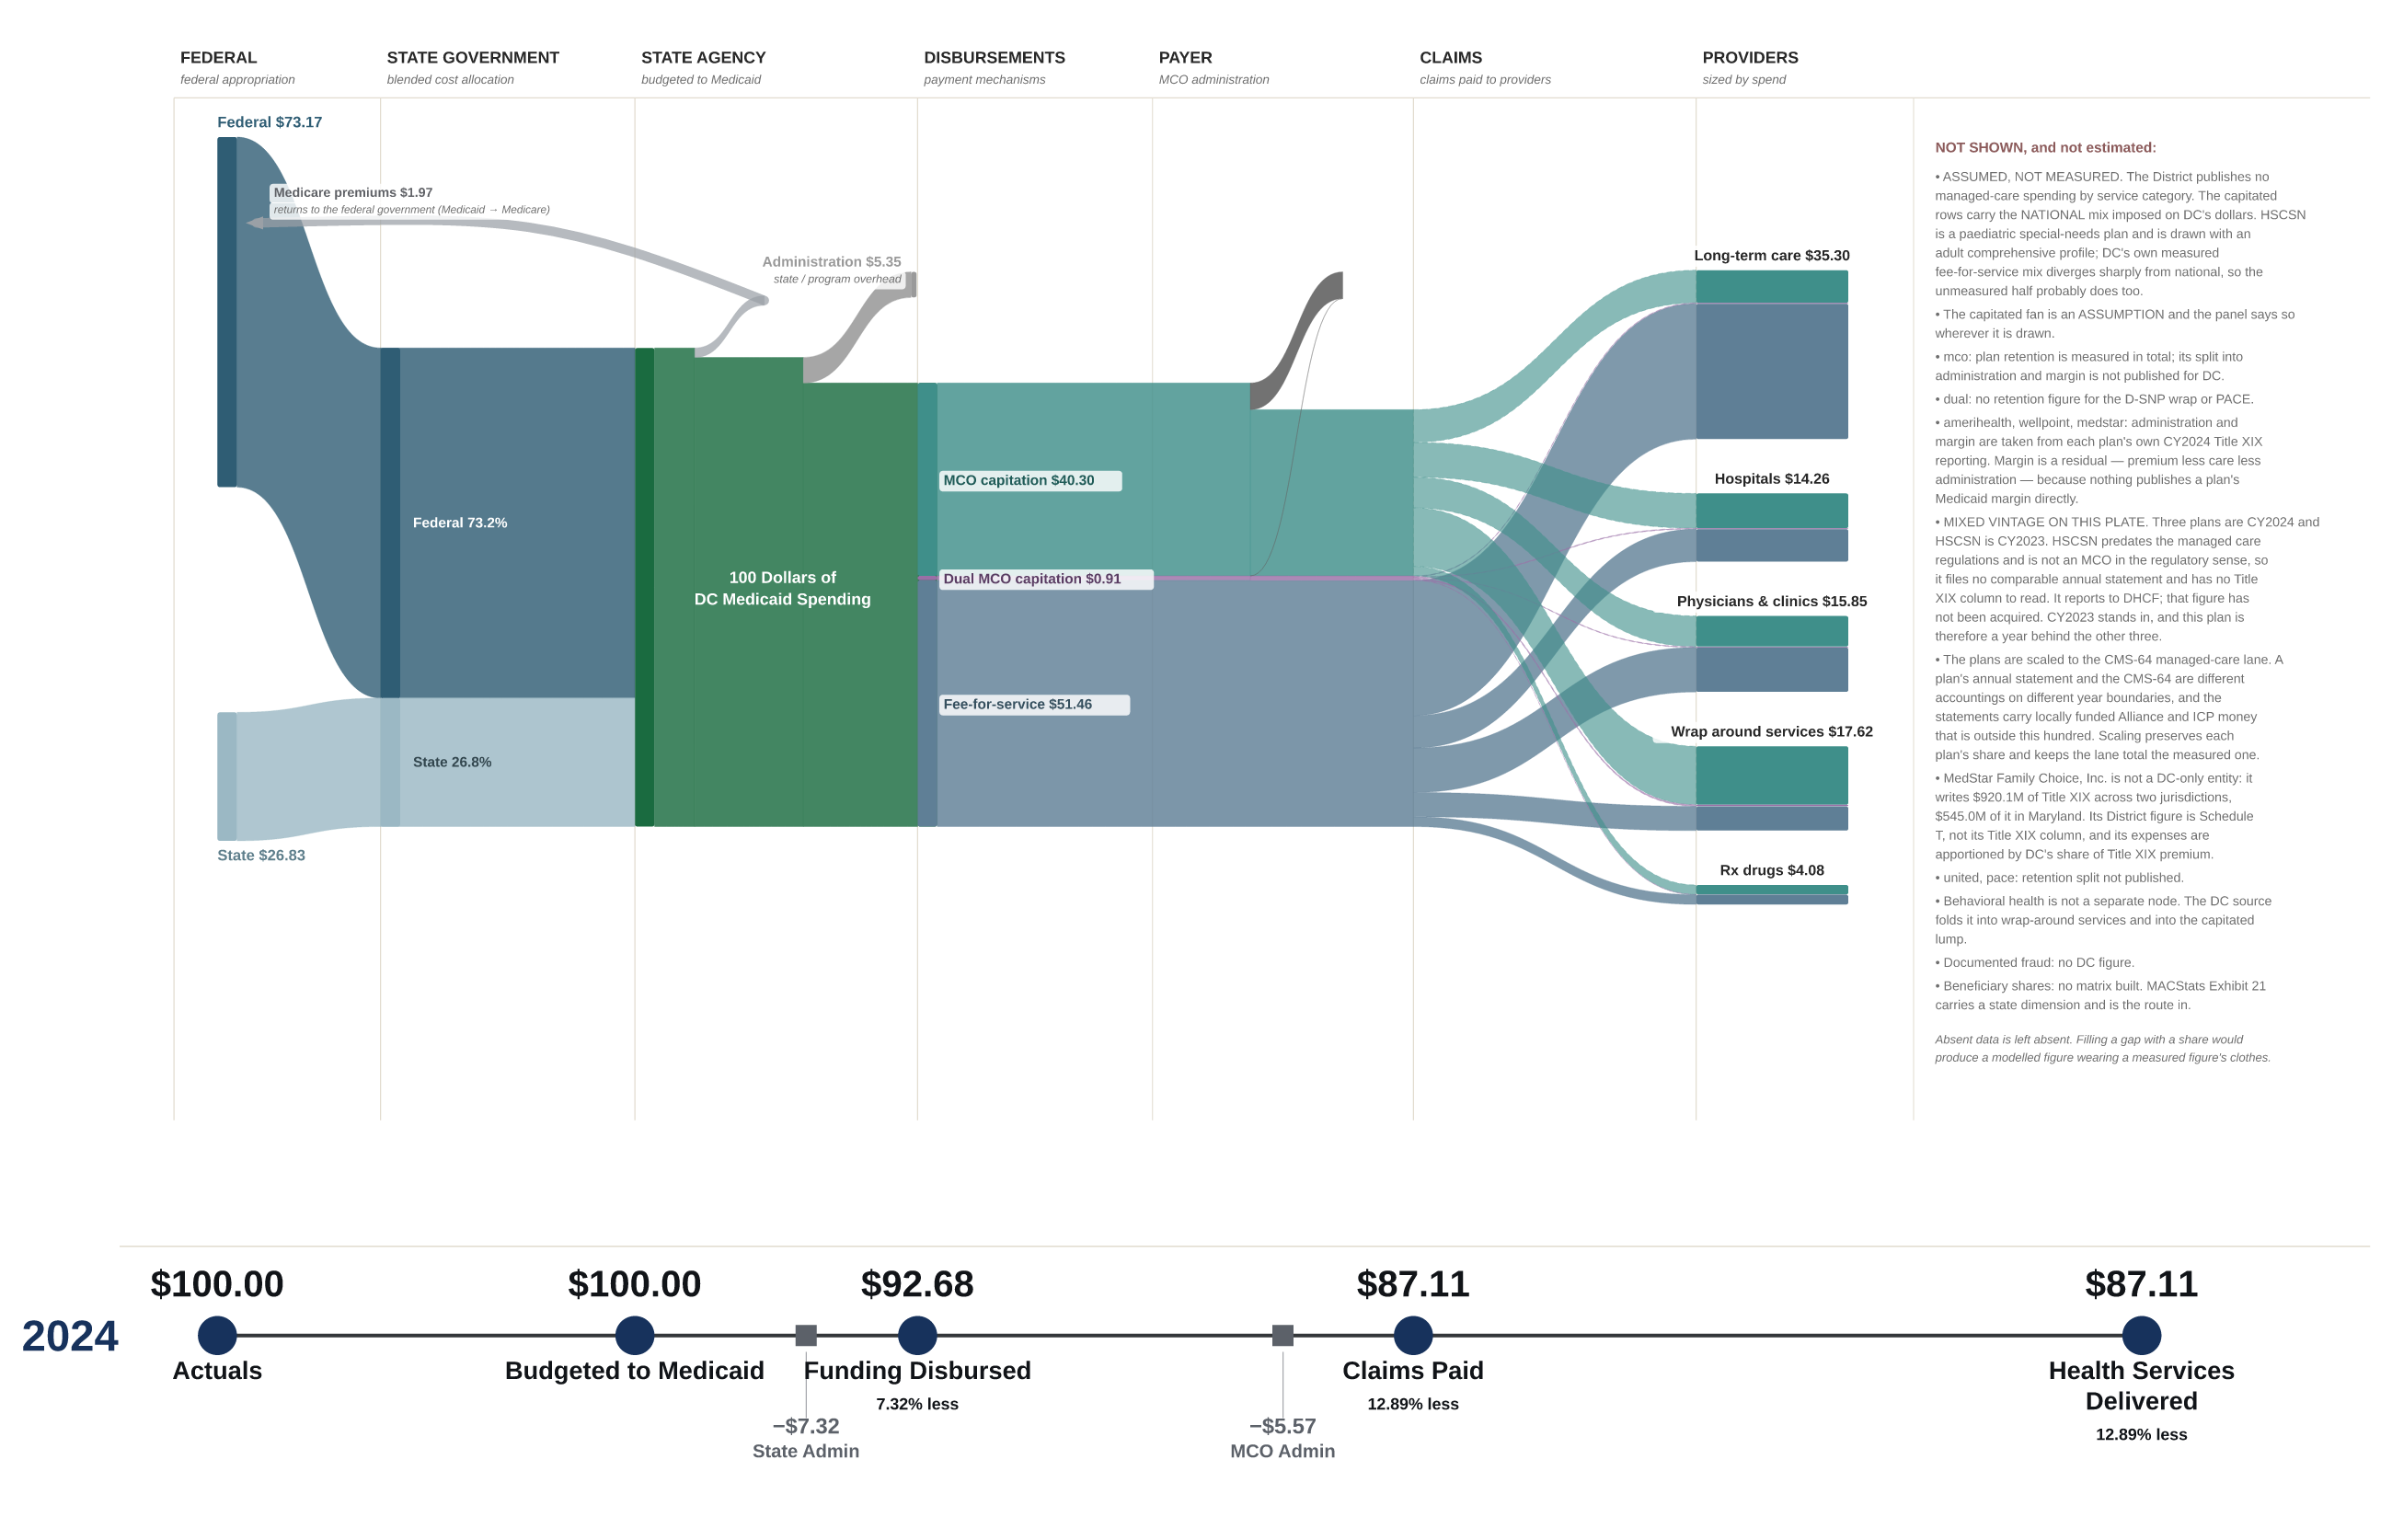 FEDERAL
federal appropriation
STATE GOVERNMENT
blended cost allocation
STATE AGENCY
budgeted to Medicaid
DISBURSEMENTS
payment mechanisms
PAYER
MCO administration
CLAIMS
claims paid to providers
PROVIDERS
sized by spend
Federal $73.17
Medicare premiums $1.97
returns to the federal government (Medicaid → Medicare)
Administration $5.35
state / program overhead
Federal 73.2%
State 26.8%
State $26.83
100 Dollars of
DC Medicaid Spending
MCO capitation $40.30
Dual MCO capitation $0.91
Fee-for-service $51.46
Long-term care $35.30
Hospitals $14.26
Physicians & clinics $15.85
Wrap around services $17.62
Rx drugs $4.08
NOT SHOWN, and not estimated:
• ASSUMED, NOT MEASURED. The District publishes no
managed-care spending by service category. The capitated
rows carry the NATIONAL mix imposed on DC's dollars. HSCSN
is a paediatric special-needs plan and is drawn with an
adult comprehensive profile; DC's own measured
fee-for-service mix diverges sharply from national, so the
unmeasured half probably does too.
• The capitated fan is an ASSUMPTION and the panel says so
wherever it is drawn.
• mco: plan retention is measured in total; its split into
administration and margin is not published for DC.
• dual: no retention figure for the D-SNP wrap or PACE.
• amerihealth, wellpoint, medstar: administration and
margin are taken from each plan's own CY2024 Title XIX
reporting. Margin is a residual — premium less care less
administration — because nothing publishes a plan's
Medicaid margin directly.
• MIXED VINTAGE ON THIS PLATE. Three plans are CY2024 and
HSCSN is CY2023. HSCSN predates the managed care
regulations and is not an MCO in the regulatory sense, so
it files no comparable annual statement and has no Title
XIX column to read. It reports to DHCF; that figure has
not been acquired. CY2023 stands in, and this plan is
therefore a year behind the other three.
• The plans are scaled to the CMS-64 managed-care lane. A
plan's annual statement and the CMS-64 are different
accountings on different year boundaries, and the
statements carry locally funded Alliance and ICP money
that is outside this hundred. Scaling preserves each
plan's share and keeps the lane total the measured one.
• MedStar Family Choice, Inc. is not a DC-only entity: it
writes $920.1M of Title XIX across two jurisdictions,
$545.0M of it in Maryland. Its District figure is Schedule
T, not its Title XIX column, and its expenses are
apportioned by DC's share of Title XIX premium.
• united, pace: retention split not published.
• Behavioral health is not a separate node. The DC source
folds it into wrap-around services and into the capitated
lump.
• Documented fraud: no DC figure.
• Beneficiary shares: no matrix built. MACStats Exhibit 21
carries a state dimension and is the route in.
Absent data is left absent. Filling a gap with a share would
produce a modelled figure wearing a measured figure's clothes.
2024
$100.00
Actuals
$100.00
Budgeted to Medicaid
−$7.32
State Admin
$92.68
Funding Disbursed
7.32% less
−$5.57
MCO Admin
$87.11
Claims Paid
12.89% less
$87.11
Health Services
Delivered
12.89% less